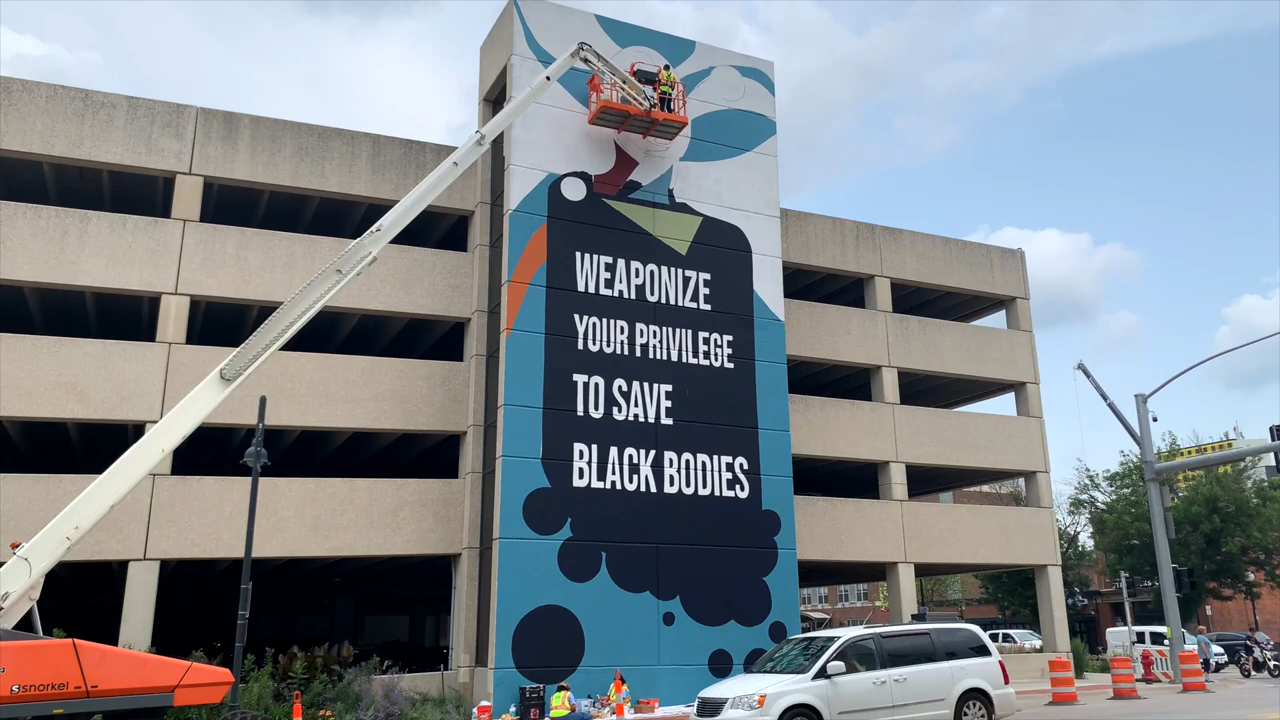 WEAPONIZE
YOUR PRIVILEGE
TO SAVE
BLACK BODIES
snorkel